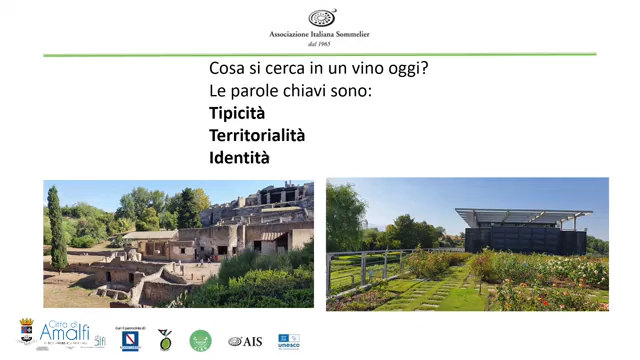 Associazione Italiana Sommelier
dal 1965
Cosa si cerca in un vino oggi?
Le parole chiavi sono:
Tipicità
Territorialità
Identità
Città di
Amalfi
AIS
unesco